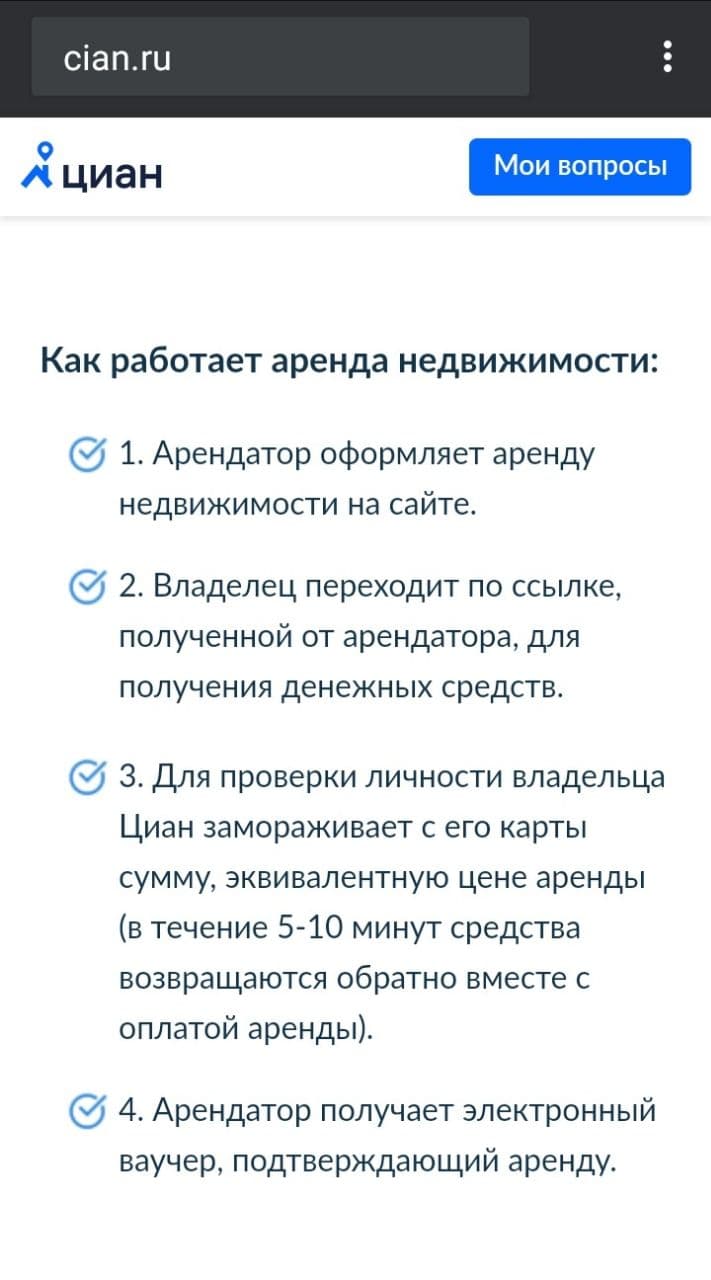 cian.ru
циан
Мои вопросы
Как работает аренда недвижимости:
1. Арендатор оформляет аренду
недвижимости на сайте.
2. Владелец переходит по ссылке,
полученной от арендатора, для
получения денежных средств.
3. Для проверки личности владельца
Циан замораживает с его карты
сумму, эквивалентную цене аренды
(в течение 5-10 минут средства
возвращаются обратно вместе с
оплатой аренды).
4. Арендатор получает электронный
ваучер, подтверждающий аренду.